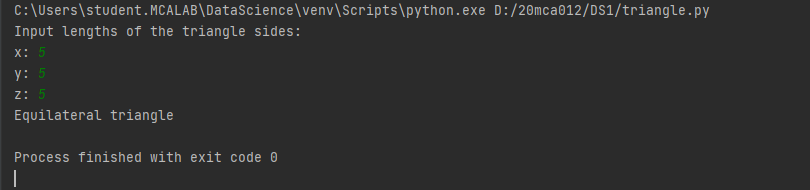 C:\Users\student.MCALAB\DataScience\venv\Scripts\python.exe D:/20mca012/DS1/triangle.py
Input lengths of the triangle sides:
x: 5
y: 5
z: 5
Equilateral triangle
Process finished with exit code 0